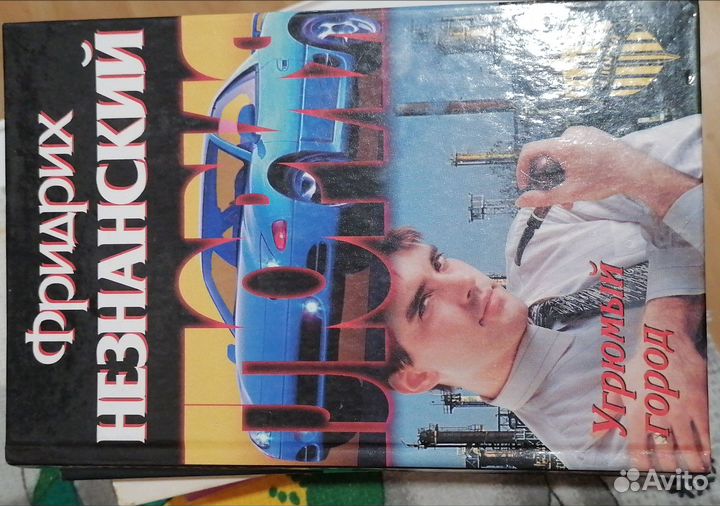 Фридрих
НЕЗНАНСКИЙ
Угрюмый
город
Avito